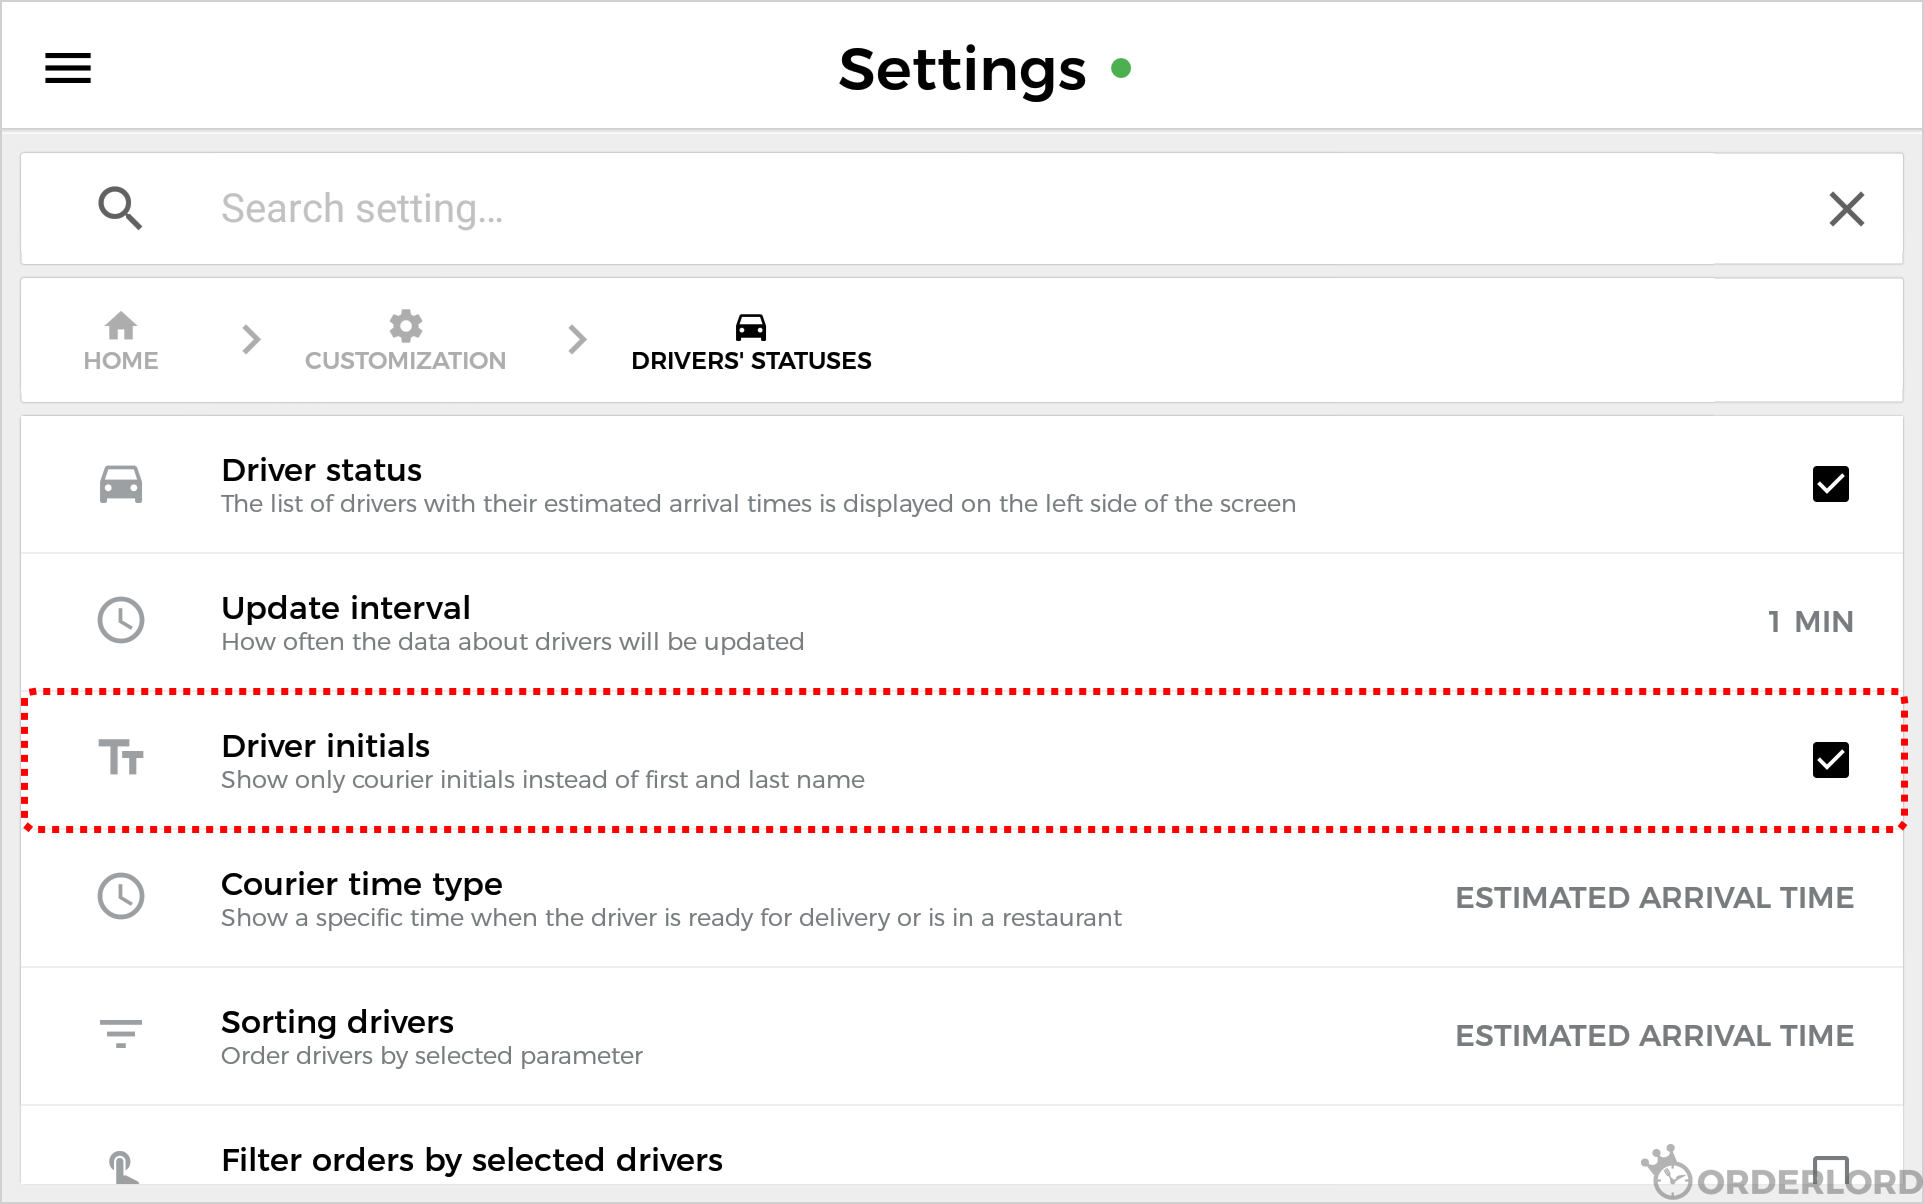 Settings
Search setting...
HOME
CUSTOMIZATION
DRIVERS' STATUSES
Driver status
The list of drivers with their estimated arrival times is displayed on the left side of the screen
Update interval
How often the data about drivers will be updated
1 MIN
Driver initials
Show only courier initials instead of first and last name
Courier time type
Show a specific time when the driver is ready for delivery or is in a restaurant
ESTIMATED ARRIVAL TIME
Sorting drivers
Order drivers by selected parameter
ESTIMATED ARRIVAL TIME
Filter orders by selected drivers
ORDERLORD